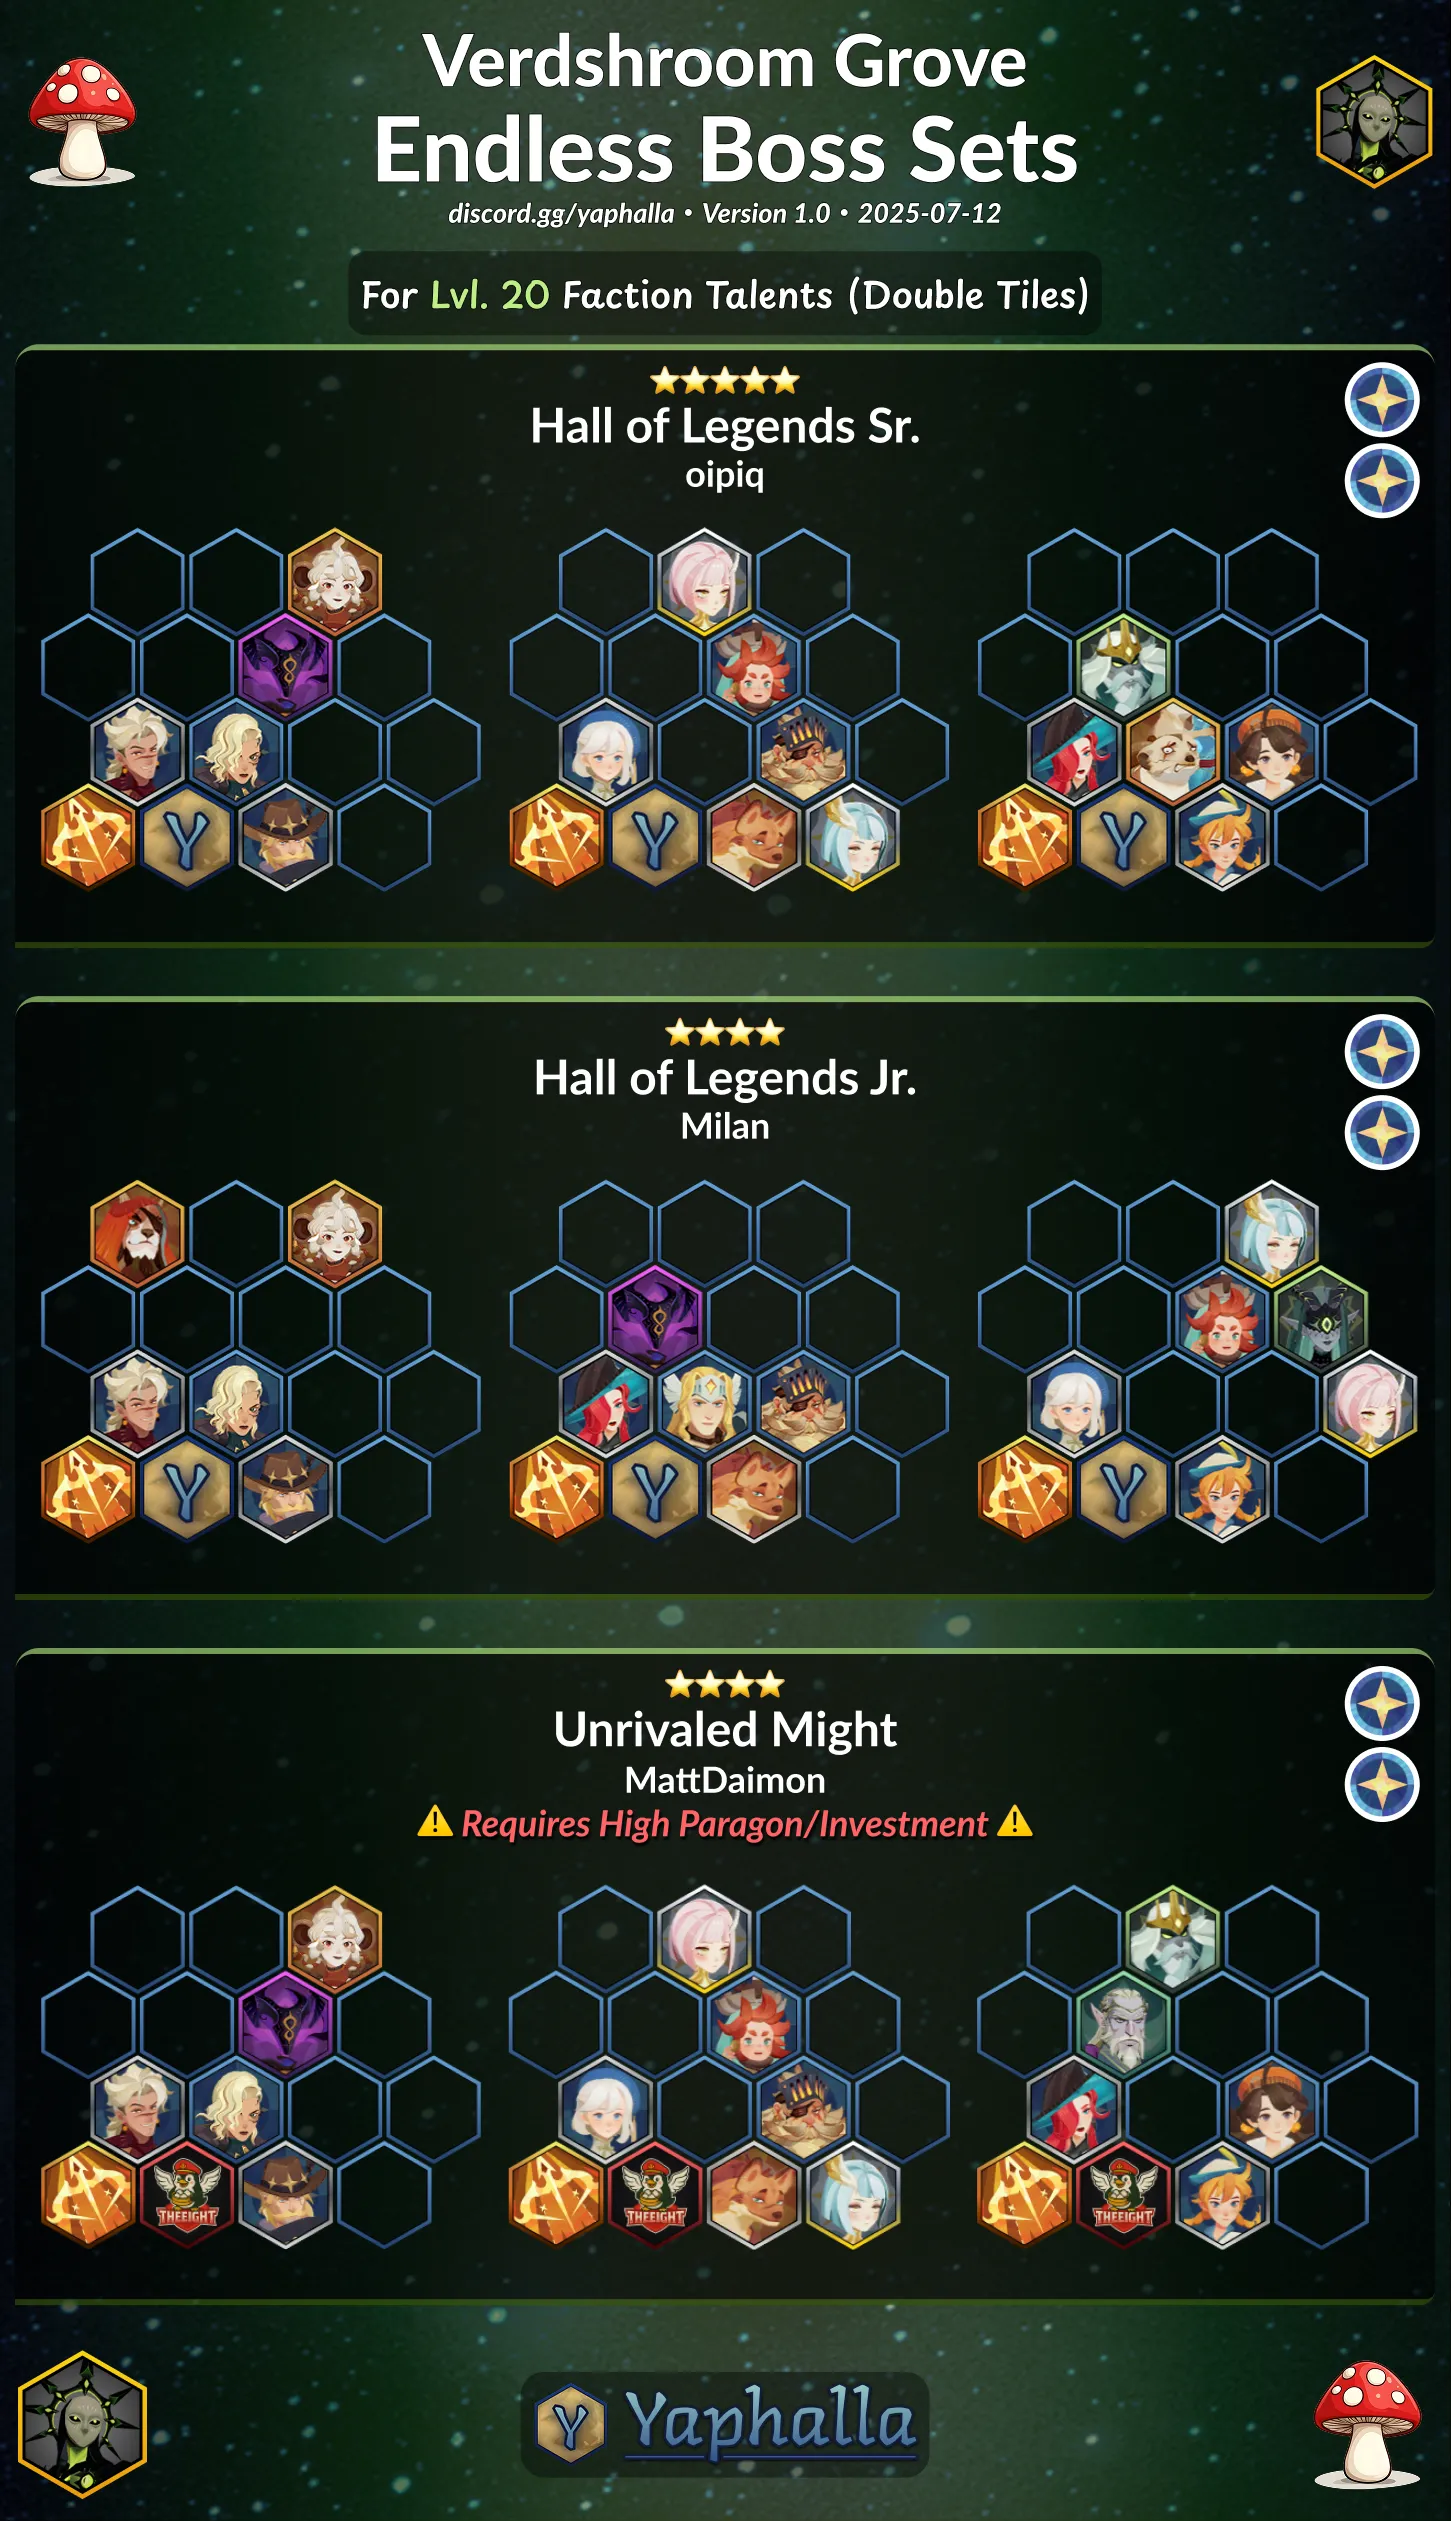 Verdshroom Grove
Endless Boss Sets
discord.gg/yaphalla • Version 1.0 • 2025-07-12
For Lvl. 20 Faction Talents (Double Tiles)
Hall of Legends Sr.
oipiq
Y
Y
Y
Hall of Legends Jr.
Milan
Y
Y
Y
Unrivaled Might
MattDaimon
Requires High Paragon/Investment
THEEIGHT
THEEIGHT
THEEIGHT
Y Yaphalla